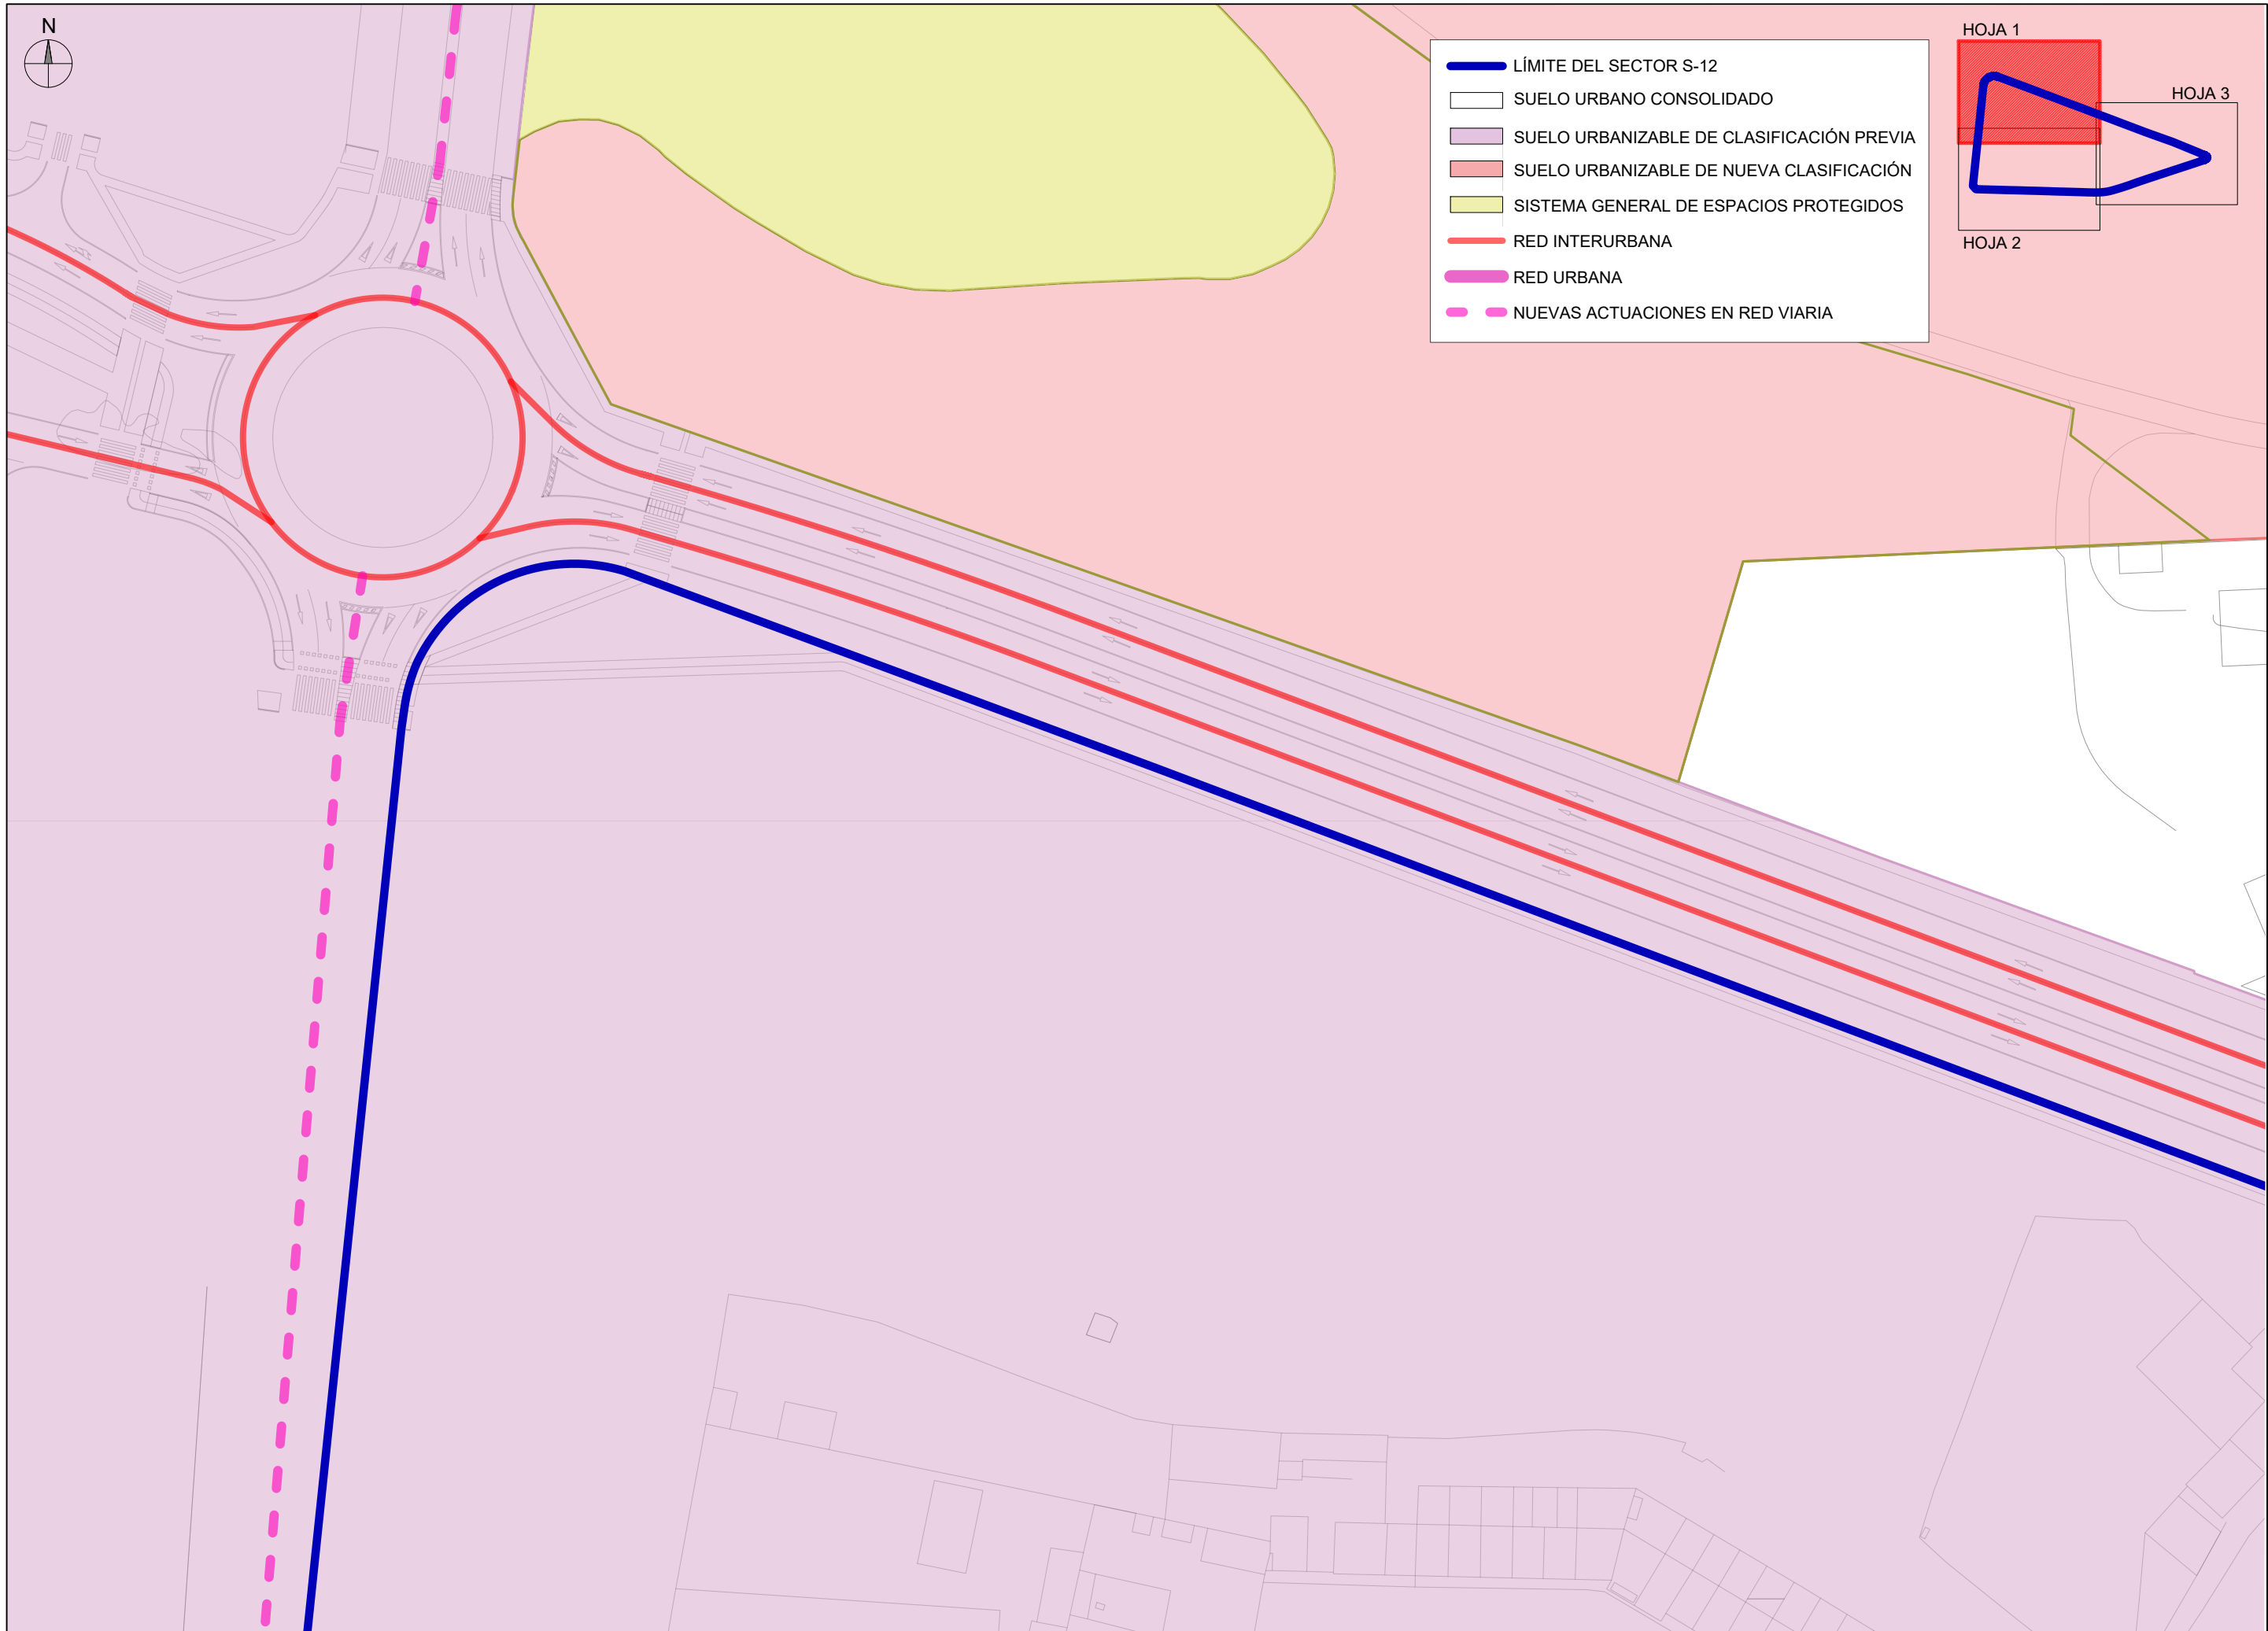 N
LÍMITE DEL SECTOR S-12
SUELO URBANO CONSOLIDADO
SUELO URBANIZABLE DE CLASIFICACIÓN PREVIA
SUELO URBANIZABLE DE NUEVA CLASIFICACIÓN
SISTEMA GENERAL DE ESPACIOS PROTEGIDOS
RED INTERURBANA
RED URBANA
NUEVAS ACTUACIONES EN RED VIARIA
HOJA 1
HOJA 3
HOJA 2